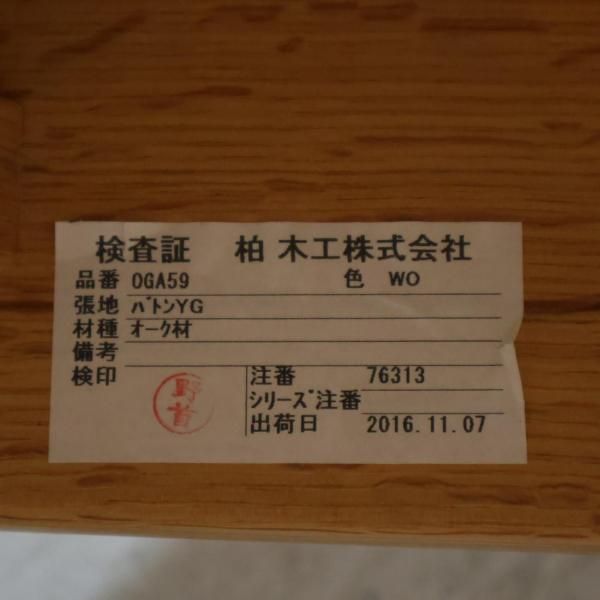 検査証 柏木工株式会社
品番 OGA59 色 WO
張地 ﾊﾞﾄﾝYG
材種 ｵｰｸ材
備考
検印 注番 76313
ｼﾘｰｽﾞ注番
出荷日 2016.11.07